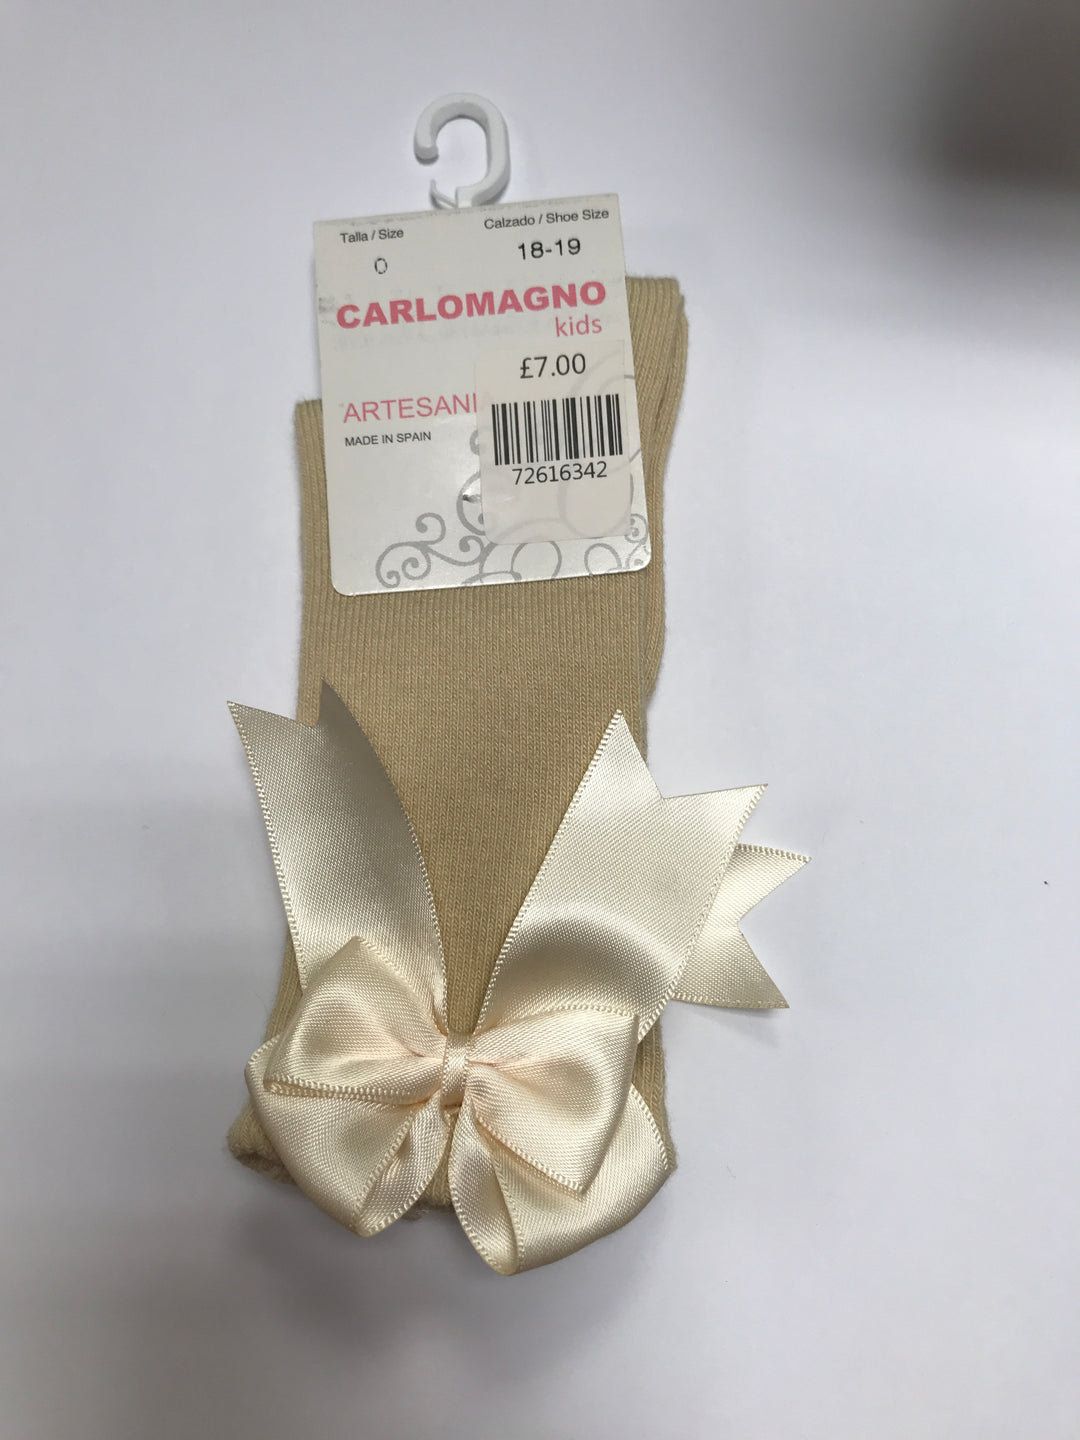 Talla / Size
Calzado / Shoe Size
0
18-19
CARLOMAGNO
kids
£7.00
ARTESANI
MADE IN SPAIN
72616342